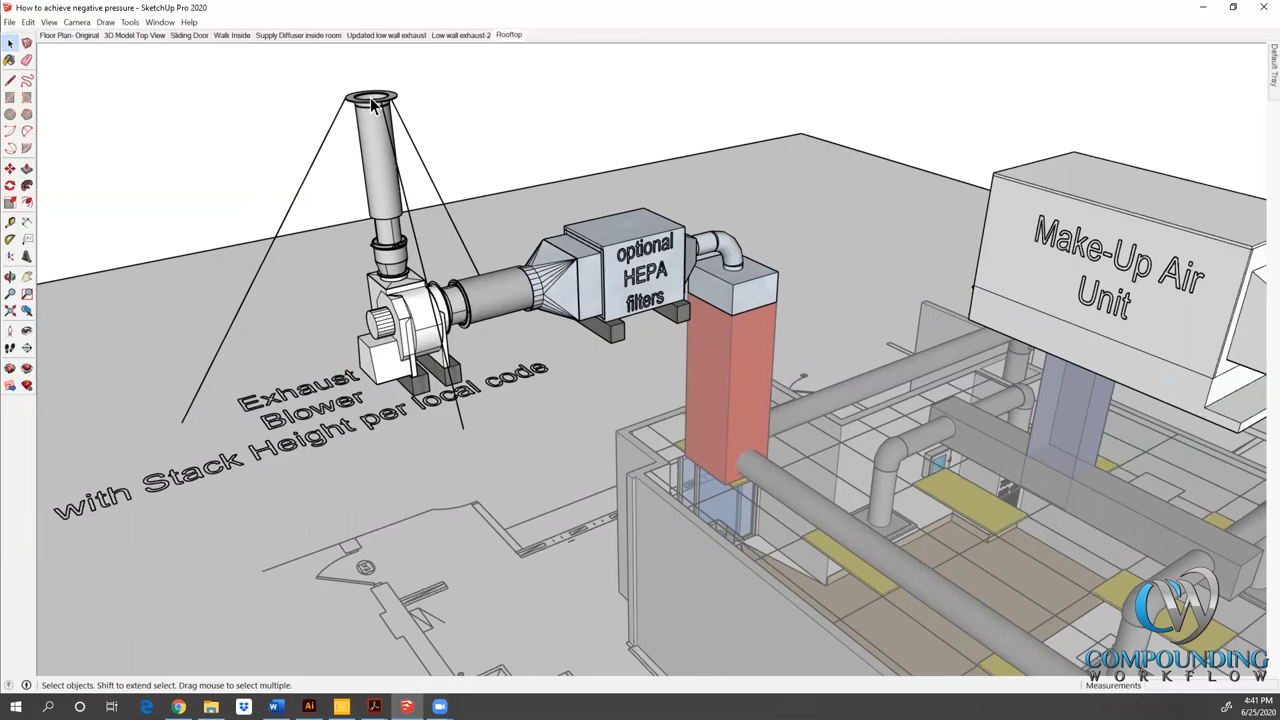 How to achieve negative pressure - SketchUp Pro 2020
File Edit View Camera Draw Tools Window Help
Floor Plan- Original 3D Model Top View Sliding Door Walk Inside Supply Diffuser inside room Updated low wall exhaust Low wall exhaust-2 Rooftop
Default Tray
optional
HEPA
filters
Make-Up Air
Unit
Exhaust
Blower
with Stack Height per local code
CW
COMPOUNDING
WORKFLOW
Select objects. Shift to extend select. Drag mouse to select multiple.
Measurements
4:41 PM
6/25/2020